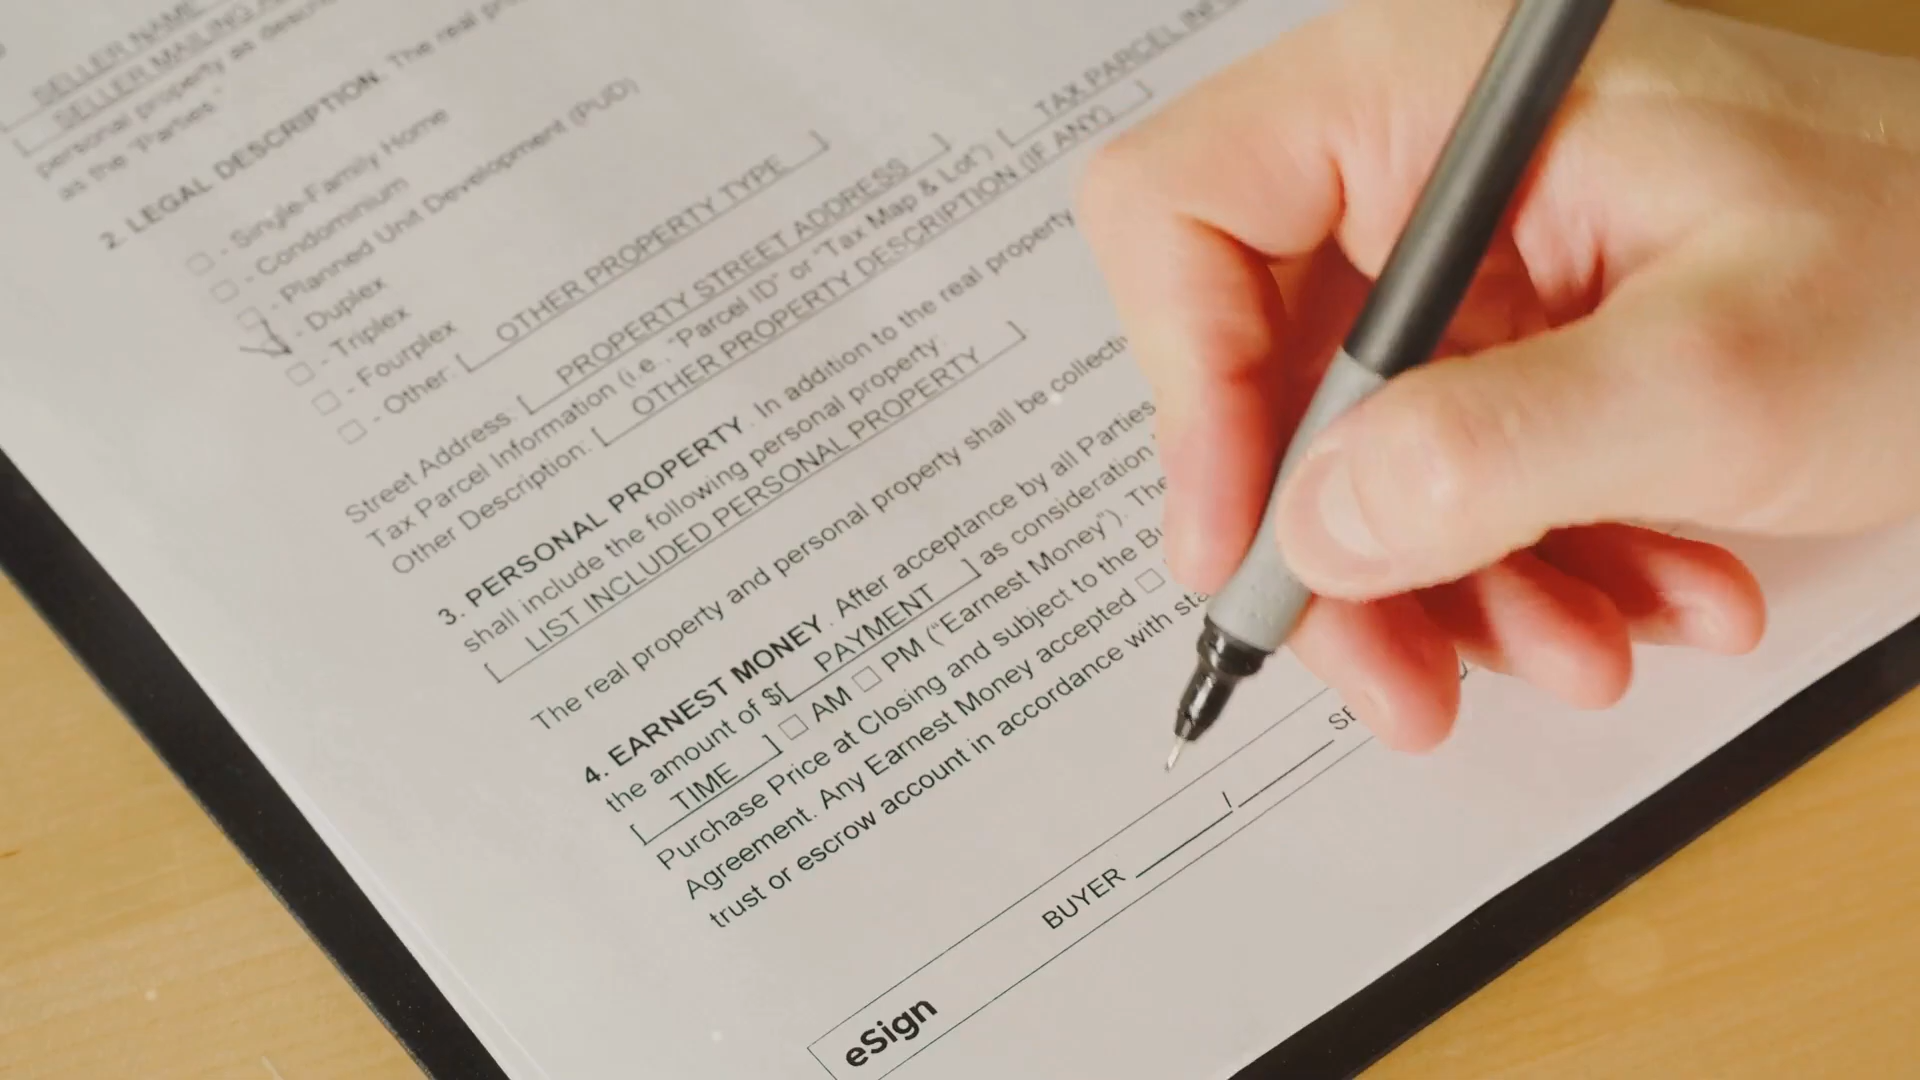 SELLER NAME
SELLER MAILING
personal property as
as the "Parties."
2. LEGAL DESCRIPTION. The real
☐ - Single-Family Home
☐ - Condominium
☐ - Planned Unit Development (PUD)
☑ - Duplex
☐ - Triplex
☐ - Fourplex
☐ - Other: [ OTHER PROPERTY TYPE ]
Street Address: [ PROPERTY STREET ADDRESS ]
Tax Parcel Information (i.e., "Parcel ID" or "Tax Map & Lot") [ TAX PARCEL
Other Description: [ OTHER PROPERTY DESCRIPTION (IF ANY) ]
3. PERSONAL PROPERTY. In addition to the real property
shall include the following personal property:
[ LIST INCLUDED PERSONAL PROPERTY ]
The real property and personal property shall be
4. EARNEST MONEY. After acceptance by all Parties
the amount of $[ PAYMENT ] as consideration
[ TIME ] ☐ AM ☐ PM ("Earnest Money"). The
Purchase Price at Closing and subject to the
Agreement. Any Earnest Money accepted ☐
trust or escrow account in accordance with
eSign BUYER ______ / ______